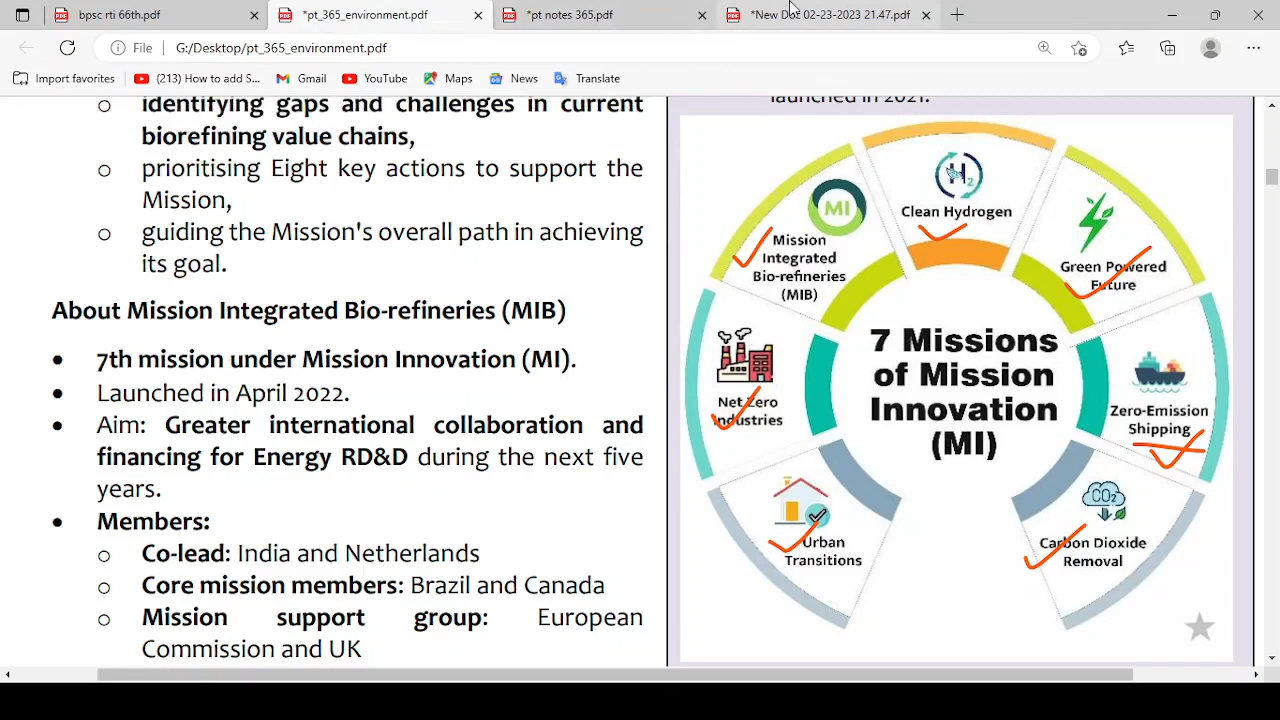 bpsc rti 66th.pdf
*pt_365_environment.pdf
*pt notes 365.pdf
*New Doc 02-23-2023 21.47.pdf
File
G:/Desktop/pt_365_environment.pdf
Import favorites
(213) How to add S...
Gmail
YouTube
Maps
News
Translate
identifying gaps and challenges in current
biorefining value chains,
prioritising Eight key actions to support the
Mission,
guiding the Mission's overall path in achieving
its goal.
About Mission Integrated Bio-refineries (MIB)
7th mission under Mission Innovation (MI).
Launched in April 2022.
Aim: Greater international collaboration and
financing for Energy RD&D during the next five
years.
Members:
Co-lead: India and Netherlands
Core mission members: Brazil and Canada
Mission support group: European
Commission and UK
launched in 2021.
MI
Mission
Integrated
Bio-refineries
(MIB)
H2
Clean Hydrogen
Green Powered
Future
Net Zero
Industries
7 Missions
of Mission
Innovation
(MI)
Zero-Emission
Shipping
Urban
Transitions
CO2
Carbon Dioxide
Removal